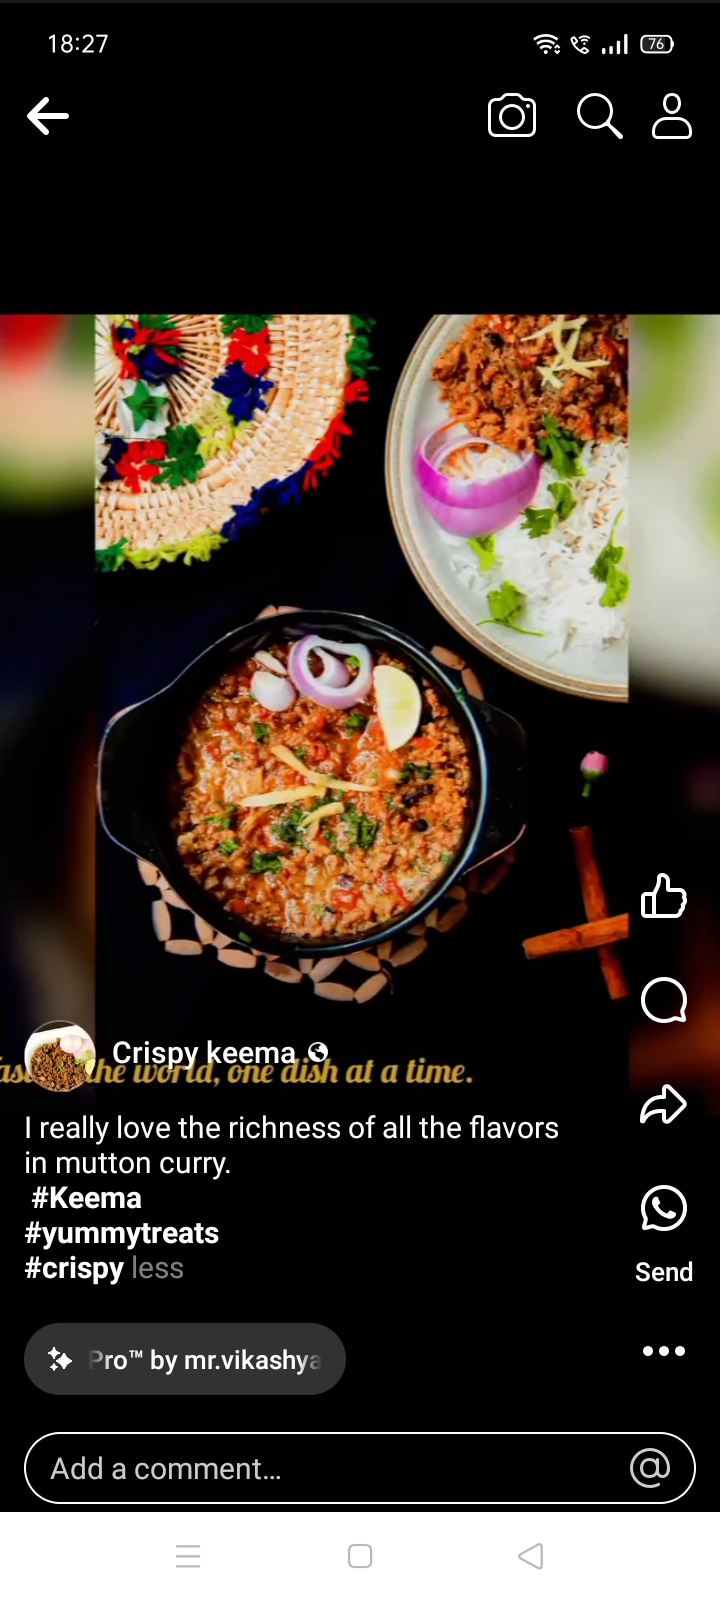 18:27
76
Crispy keema
the world, one dish at a time.
I really love the richness of all the flavors
in mutton curry.
#Keema
#yummytreats
#crispy less
Pro™ by mr.vikashya
Send
Add a comment...